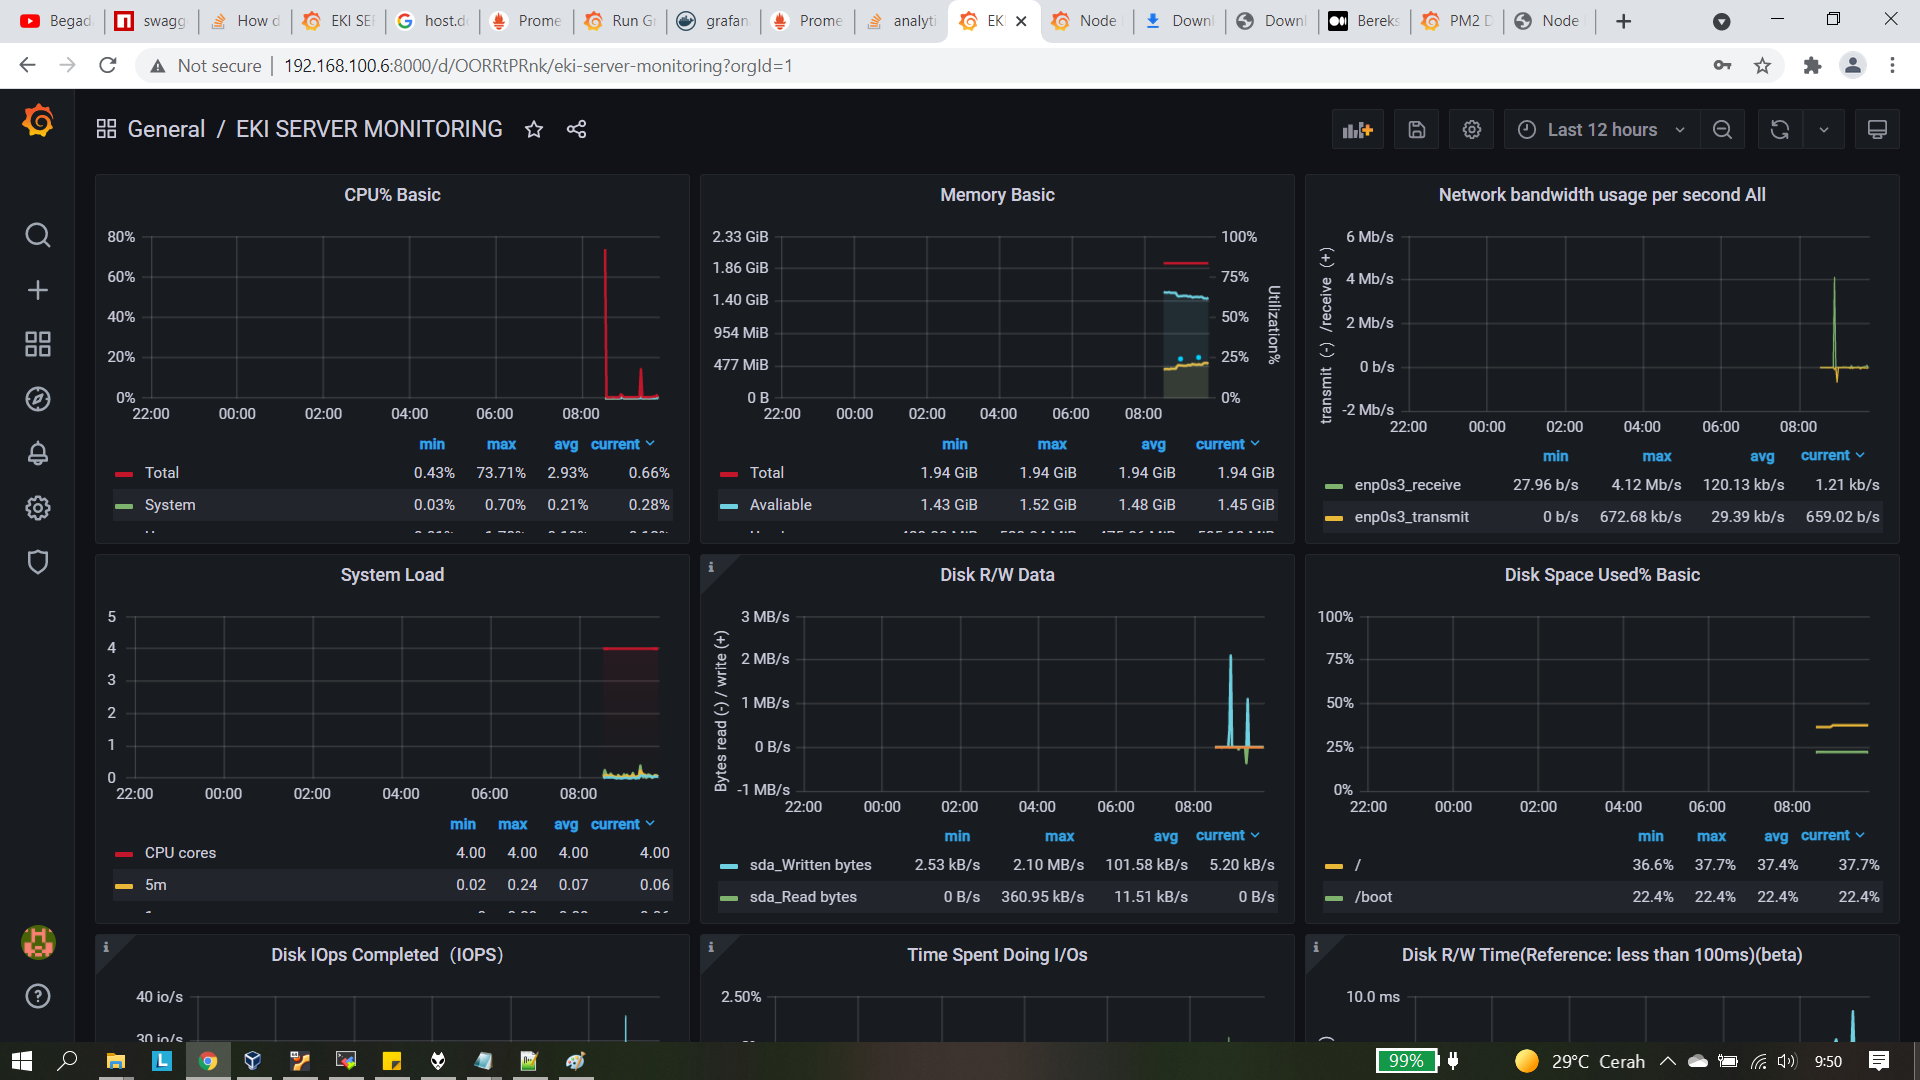 Begad
swagg
How d
EKI SEI
host.do
Prome
Run Gr
grafan
Prome
analyti
EKI
Node
Downl
Downl
Bereks
PM2 D
Node
Not secure
192.168.100.6:8000/d/OORRtPRnk/eki-server-monitoring?orgId=1
General / EKI SERVER MONITORING
Last 12 hours
CPU% Basic
80%
60%
40%
20%
0%
22:00 00:00 02:00 04:00 06:00 08:00
min max avg current
Total 0.43% 73.71% 2.93% 0.66%
System 0.03% 0.70% 0.21% 0.28%
Memory Basic
2.33 GiB 100%
1.86 GiB 75%
1.40 GiB 50%
954 MiB 25%
477 MiB 0%
0 B
Utilization%
22:00 00:00 02:00 04:00 06:00 08:00
min max avg current
Total 1.94 GiB 1.94 GiB 1.94 GiB 1.94 GiB
Avaliable 1.43 GiB 1.52 GiB 1.48 GiB 1.45 GiB
Network bandwidth usage per second All
transmit (-) /receive (+)
6 Mb/s
4 Mb/s
2 Mb/s
0 b/s
-2 Mb/s
22:00 00:00 02:00 04:00 06:00 08:00
min max avg current
enp0s3_receive 27.96 b/s 4.12 Mb/s 120.13 kb/s 1.21 kb/s
enp0s3_transmit 0 b/s 672.68 kb/s 29.39 kb/s 659.02 b/s
System Load
5
4
3
2
1
0
22:00 00:00 02:00 04:00 06:00 08:00
min max avg current
CPU cores 4.00 4.00 4.00 4.00
5m 0.02 0.24 0.07 0.06
Disk R/W Data
Bytes read (-) / write (+)
3 MB/s
2 MB/s
1 MB/s
0 B/s
-1 MB/s
22:00 00:00 02:00 04:00 06:00 08:00
min max avg current
sda_Written bytes 2.53 kB/s 2.10 MB/s 101.58 kB/s 5.20 kB/s
sda_Read bytes 0 B/s 360.95 kB/s 11.51 kB/s 0 B/s
Disk Space Used% Basic
100%
75%
50%
25%
0%
22:00 00:00 02:00 04:00 06:00 08:00
min max avg current
/ 36.6% 37.7% 37.4% 37.7%
/boot 22.4% 22.4% 22.4% 22.4%
Disk IOps Completed（IOPS）
40 io/s
30 io/s
Time Spent Doing I/Os
2.50%
Disk R/W Time(Reference: less than 100ms)(beta)
10.0 ms
99%
29°C Cerah
9:50